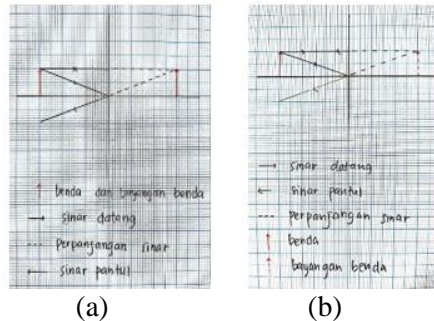 benda dan bayangan benda
sinar datang
perpanjangan sinar
sinar pantul
(a)
sinar datang
sinar pantul
perpanjangan sinar
benda
bayangan benda
(b)